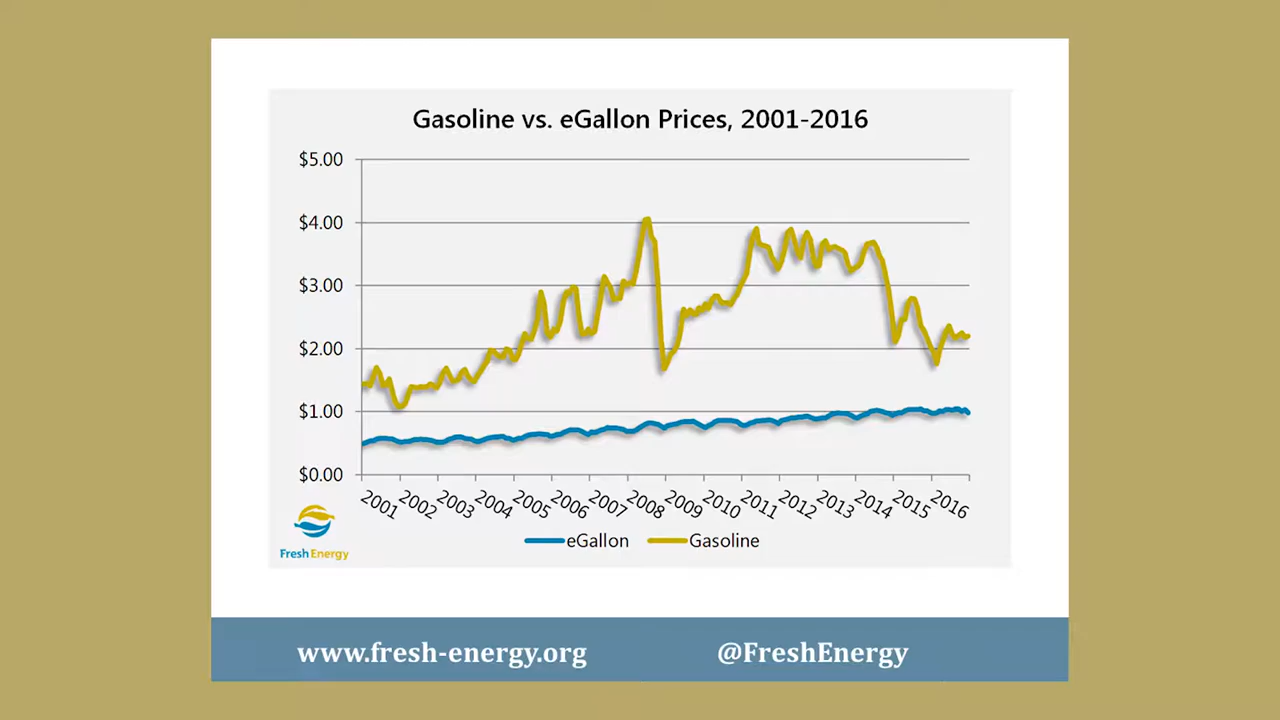 Gasoline vs. eGallon Prices, 2001-2016
$5.00
$4.00
$3.00
$2.00
$1.00
$0.00
2001 2002 2003 2004 2005 2006 2007 2008 2009 2010 2011 2012 2013 2014 2015 2016
eGallon Gasoline
FreshEnergy
www.fresh-energy.org @FreshEnergy